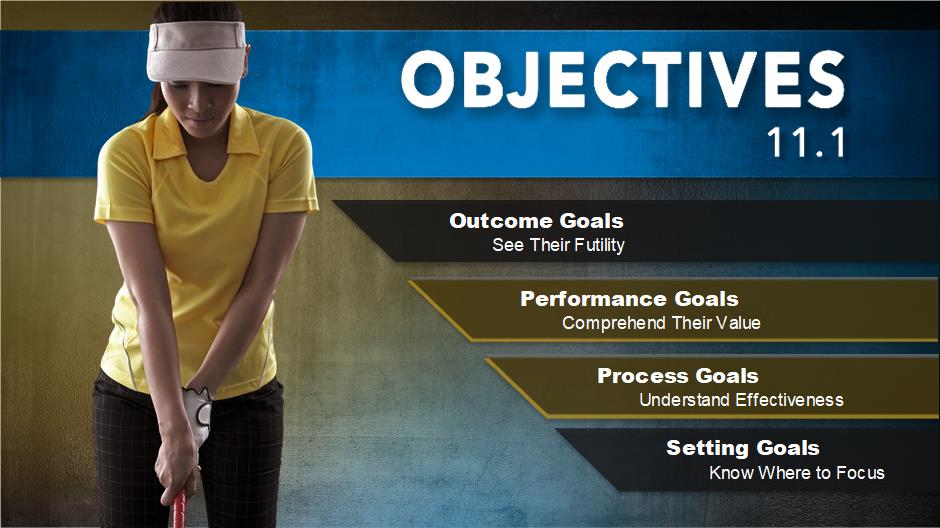 OBJECTIVES
11.1
Outcome Goals
See Their Futility
Performance Goals
Comprehend Their Value
Process Goals
Understand Effectiveness
Setting Goals
Know Where to Focus